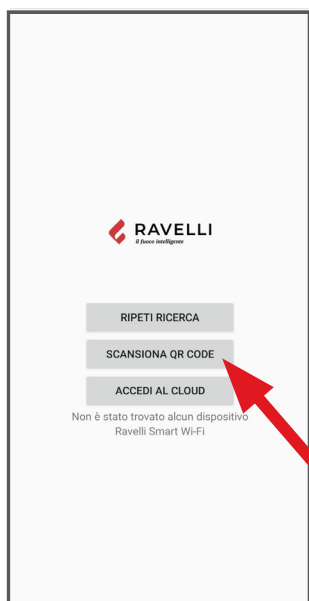 RAVELLI
il fuoco intelligente
RIPETI RICERCA
SCANSIONA QR CODE
ACCEDI AL CLOUD
Non è stato trovato alcun dispositivo
Ravelli Smart Wi-Fi